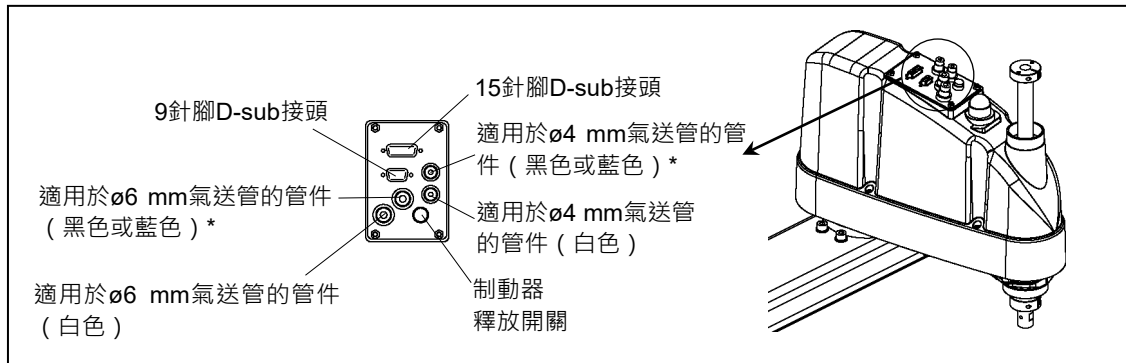 15針腳D-sub接頭
9針腳D-sub接頭
適用於ø4 mm氣送管的管
件（黑色或藍色）*
適用於ø6 mm氣送管的管件
（黑色或藍色）*
適用於ø4 mm氣送管
的管件（白色）
適用於ø6 mm氣送管的管件
（白色）
制動器
釋放開關